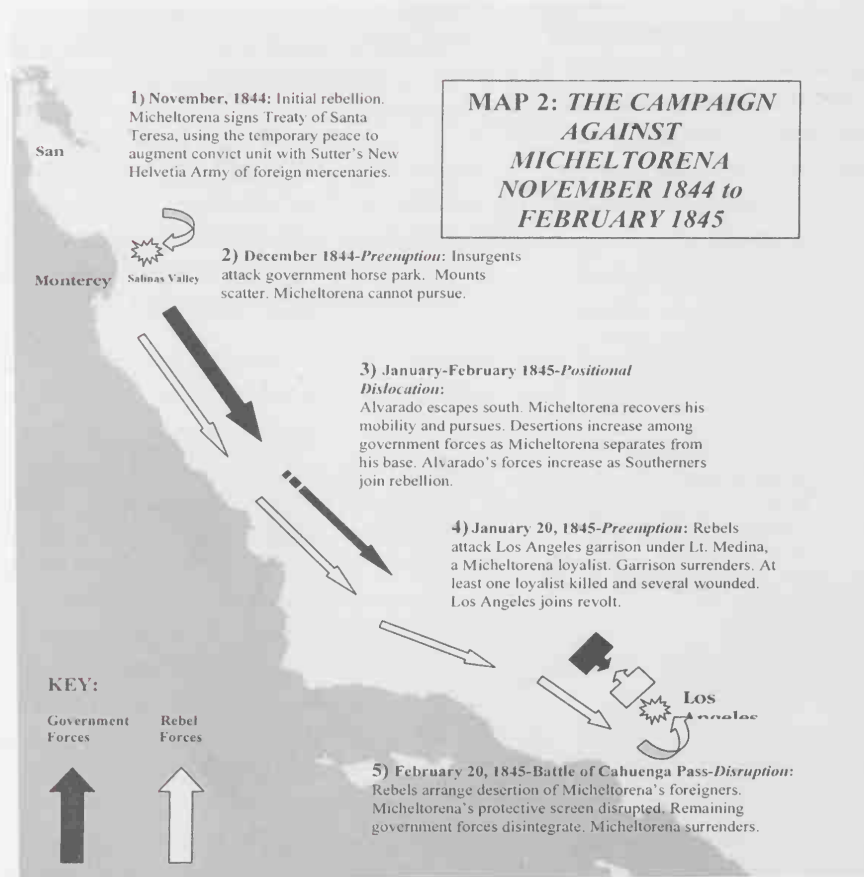 MAP 2: THE CAMPAIGN
AGAINST
MICHELTORENA
NOVEMBER 1844 to
FEBRUARY 1845
1) November, 1844: Initial rebellion.
Micheltorena signs Treaty of Santa
Teresa, using the temporary peace to
augment convict unit with Sutter's New
Helvetia Army of foreign mercenaries.
San
Monterey
Salinas Valley
2) December 1844-Preemption: Insurgents
attack government horse park. Mounts
scatter. Micheltorena cannot pursue.
3) January-February 1845-Positional
Dislocation:
Alvarado escapes south. Micheltorena recovers his
mobility and pursues. Desertions increase among
government forces as Micheltorena separates from
his base. Alvarado's forces increase as Southerners
join rebellion.
4) January 20, 1845-Preemption: Rebels
attack Los Angeles garrison under Lt. Medina,
a Micheltorena loyalist. Garrison surrenders. At
least one loyalist killed and several wounded.
Los Angeles joins revolt.
Los
Angeles
5) February 20, 1845-Battle of Cahuenga Pass-Disruption:
Rebels arrange desertion of Micheltorena's foreigners.
Micheltorena's protective screen disrupted. Remaining
government forces disintegrate. Micheltorena surrenders.
KEY:
Government
Forces
Rebel
Forces